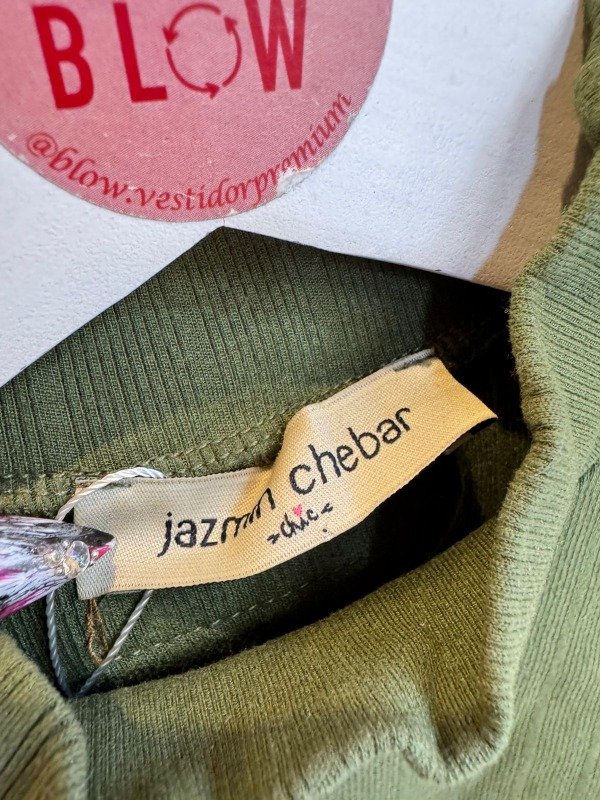 BLOW
@blow.vestidorpremium
jazmin chebar
chic